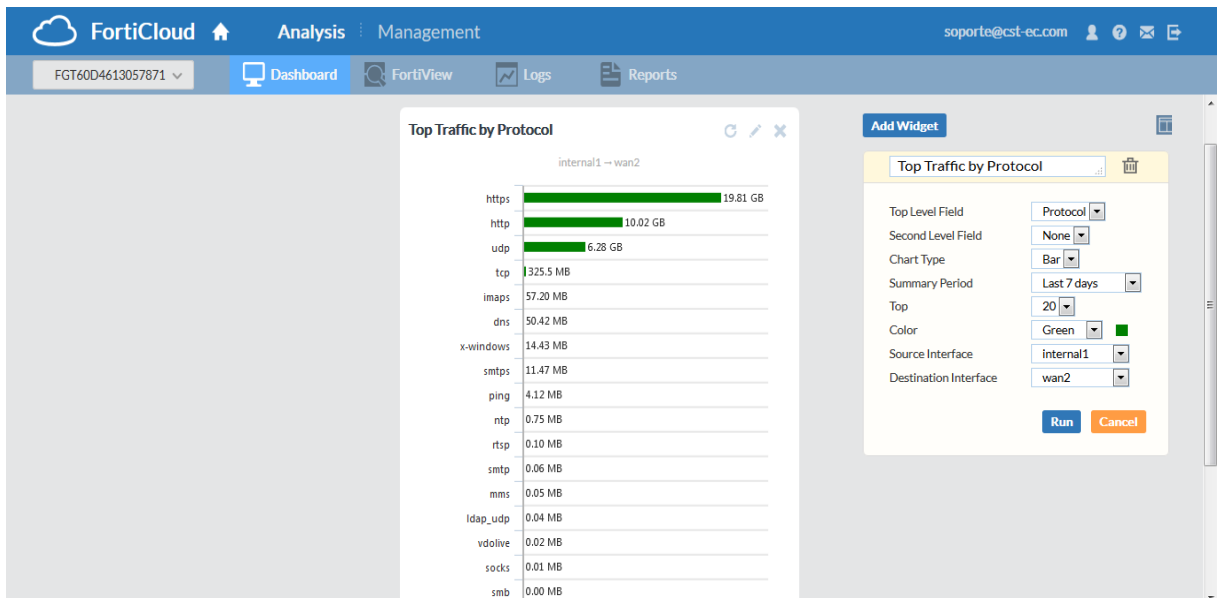 FortiCloud Analysis Management soporte@cst-ec.com
FGT60D4613057871 Dashboard FortiView Logs Reports
Top Traffic by Protocol
internal1 → wan2
https 19.81 GB
http 10.02 GB
udp 6.28 GB
tcp 325.5 MB
imaps 57.20 MB
dns 50.42 MB
x-windows 14.43 MB
smtps 11.47 MB
ping 4.12 MB
ntp 0.75 MB
rtsp 0.10 MB
smtp 0.06 MB
mms 0.05 MB
ldap_udp 0.04 MB
vdolive 0.02 MB
socks 0.01 MB
smb 0.00 MB
Add Widget
Top Traffic by Protocol
Top Level Field Protocol
Second Level Field None
Chart Type Bar
Summary Period Last 7 days
Top 20
Color Green
Source Interface internal1
Destination Interface wan2
Run Cancel